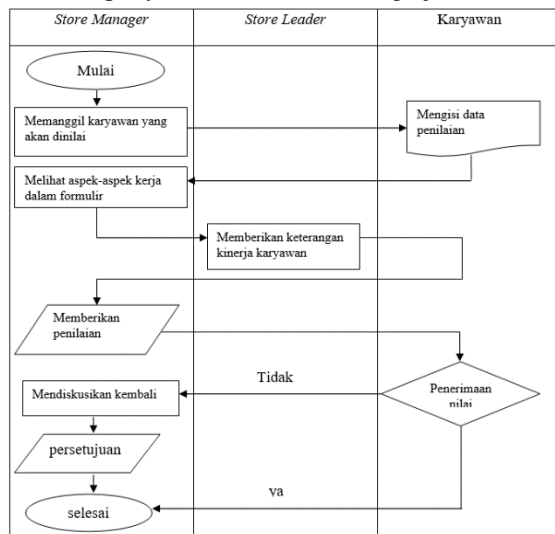 Store Manager
Store Leader
Karyawan
Mulai
Memanggil karyawan yang
akan dinilai
Mengisi data
penilaian
Melihat aspek-aspek kerja
dalam formulir
Memberikan keterangan
kinerja karyawan
Memberikan
penilaian
Penerimaan
nilai
Tidak
Mendiskusikan kembali
persetujuan
ya
selesai